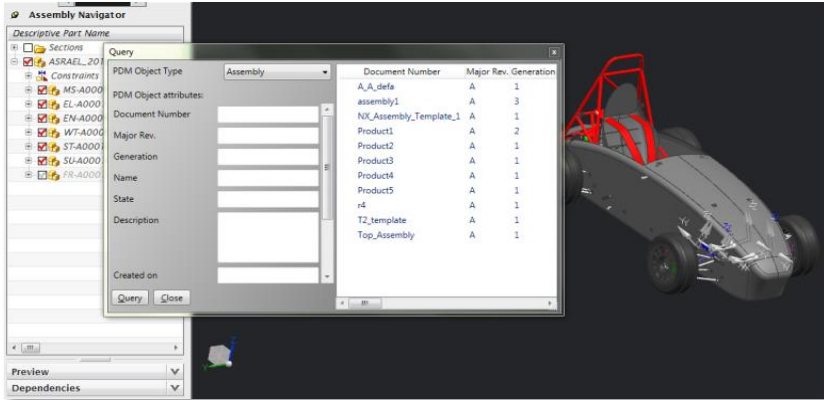 Assembly Navigator
Descriptive Part Name
Sections
ASRAEL_201
Constraints
MS-A000
EL-A000
EN-A000
WT-A000
ST-A0001
SU-A0001
FR-A0001
Query
PDM Object Type Assembly
PDM Object attributes:
Document Number
Major Rev.
Generation
Name
State
Description
Created on
Query Close
Document Number Major Rev. Generation
A_A_defa A 1
assembly1 A 3
NX_Assembly_Template_1 A 1
Product1 A 2
Product2 A 1
Product3 A 1
Product4 A 1
Product5 A 1
r4 A 1
T2_template A 1
Top_Assembly A 1
Preview
Dependencies